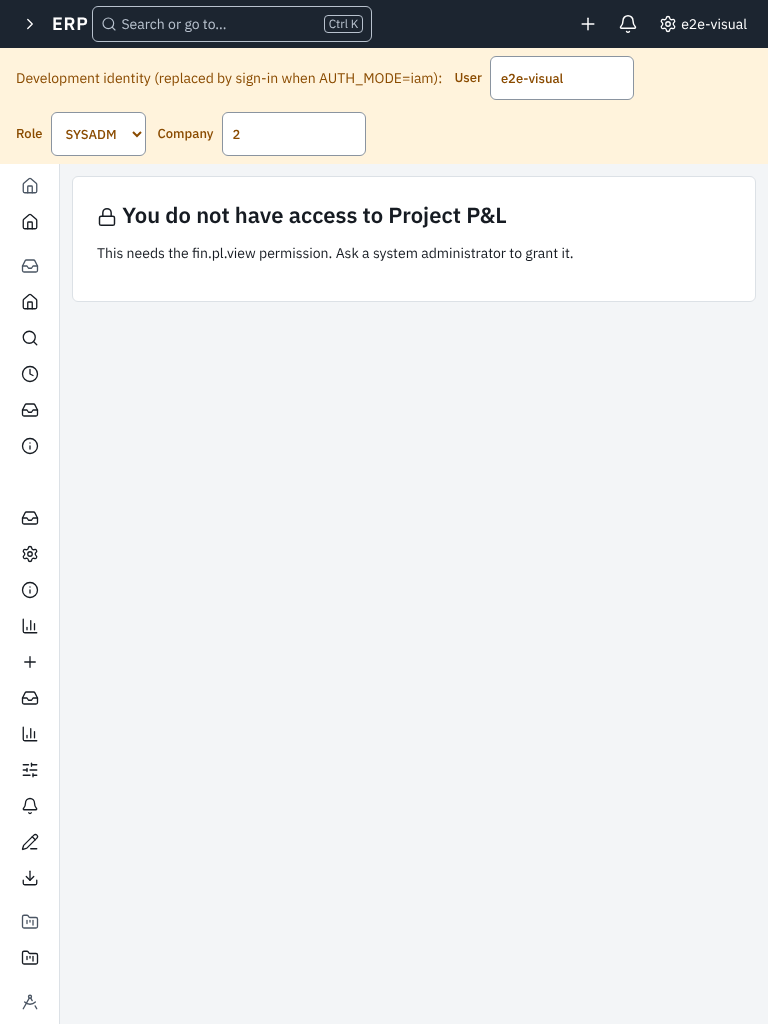 ERP
Search or go to...
Ctrl K
e2e-visual
Development identity (replaced by sign-in when AUTH_MODE=iam):
User
e2e-visual
Role
SYSADM
Company
2
You do not have access to Project P&L
This needs the fin.pl.view permission. Ask a system administrator to grant it.